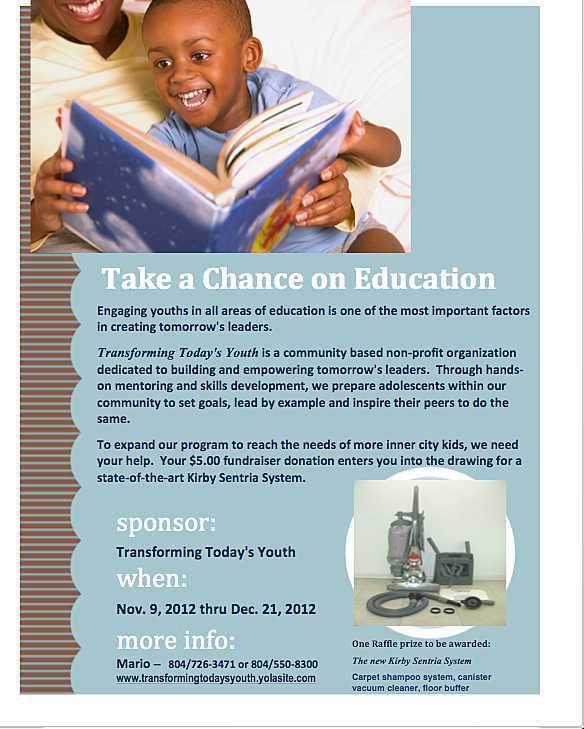 Take a Chance on Education
Engaging youths in all areas of education is one of the most important factors
in creating tomorrow's leaders.
Transforming Today's Youth is a community based non-profit organization
dedicated to building and empowering tomorrow's leaders. Through hands-
on mentoring and skills development, we prepare adolescents within our
community to set goals, lead by example and inspire their peers to do the
same.
To expand our program to reach the needs of more inner city kids, we need
your help. Your $5.00 fundraiser donation enters you into the drawing for a
state-of-the-art Kirby Sentria System.
sponsor:
Transforming Today's Youth
when:
Nov. 9, 2012 thru Dec. 21, 2012
more info:
Mario – 804/726-3471 or 804/550-8300
www.transformingtodaysyouth.yolasite.com
One Raffle prize to be awarded:
The new Kirby Sentria System
Carpet shampoo system, canister
vacuum cleaner, floor buffer